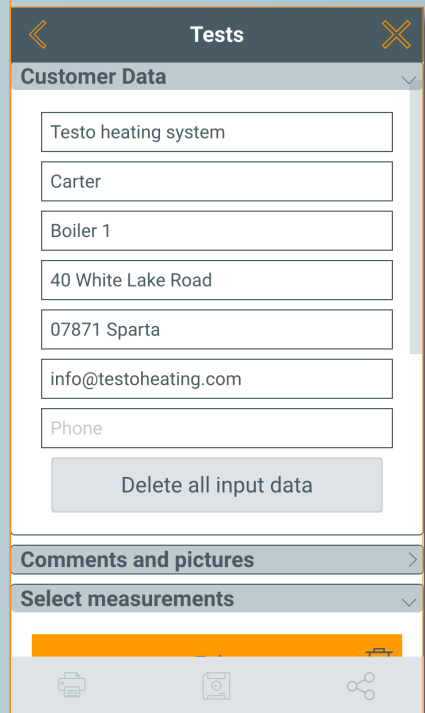 Tests
Customer Data
Testo heating system
Carter
Boiler 1
40 White Lake Road
07871 Sparta
info@testoheating.com
Phone
Delete all input data
Comments and pictures
Select measurements